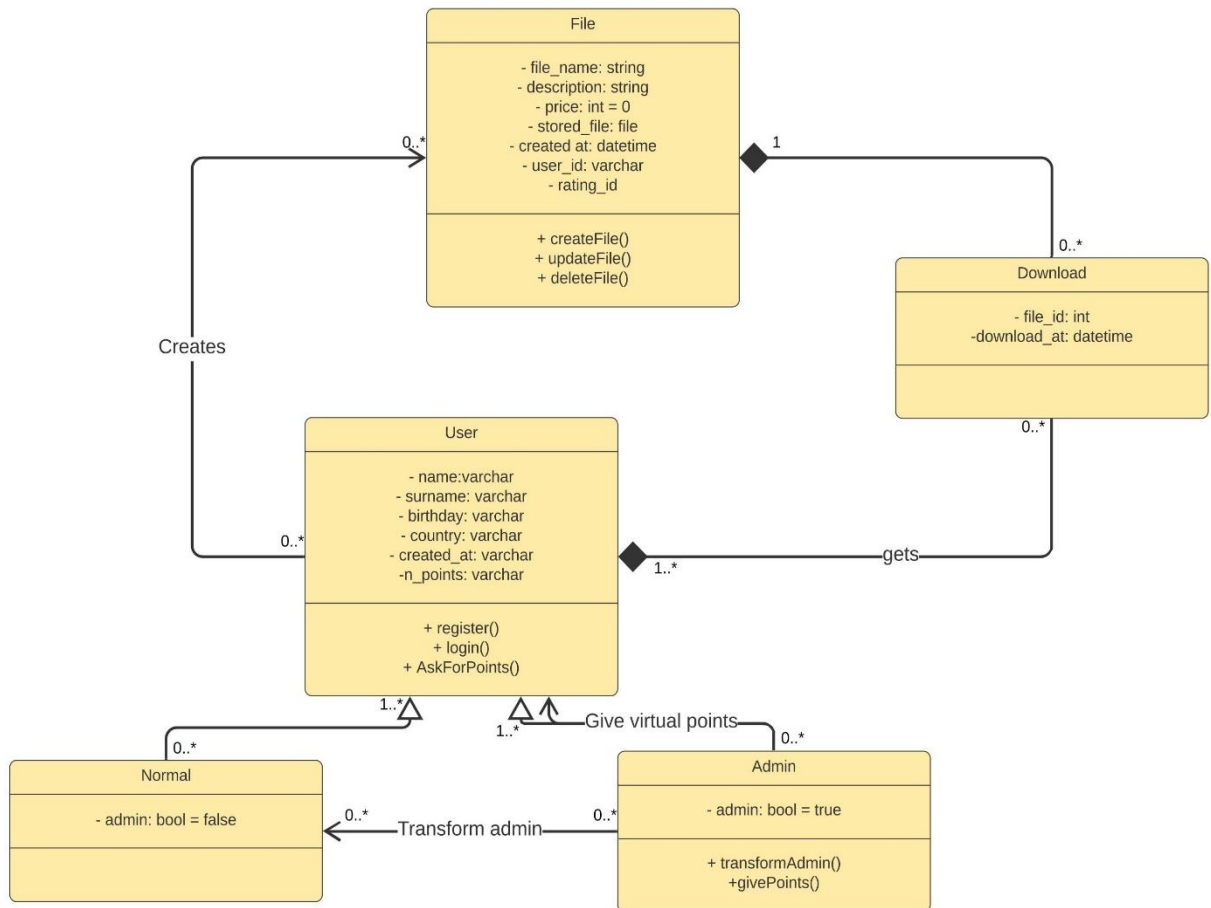 File
- file_name: string
- description: string
- price: int = 0
- stored_file: file
- created at: datetime
- user_id: varchar
- rating_id
+ createFile()
+ updateFile()
+ deleteFile()
0..*
1
0..*
Download
- file_id: int
-download_at: datetime
0..*
Creates
User
- name:varchar
- surname: varchar
- birthday: varchar
- country: varchar
- created_at: varchar
-n_points: varchar
+ register()
+ login()
+ AskForPoints()
0..*
1..*
gets
1..*
1..*
Give virtual points
0..*
0..*
Normal
- admin: bool = false
0..*
Transform admin
0..*
Admin
- admin: bool = true
+ transformAdmin()
+givePoints()